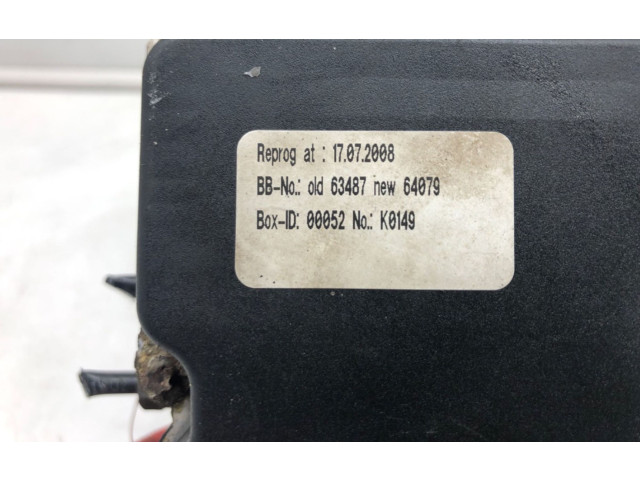 Reprog at : 17.07.2008
BB-No.: old 63487 new 64079
Box-ID: 00052 No.: K0149